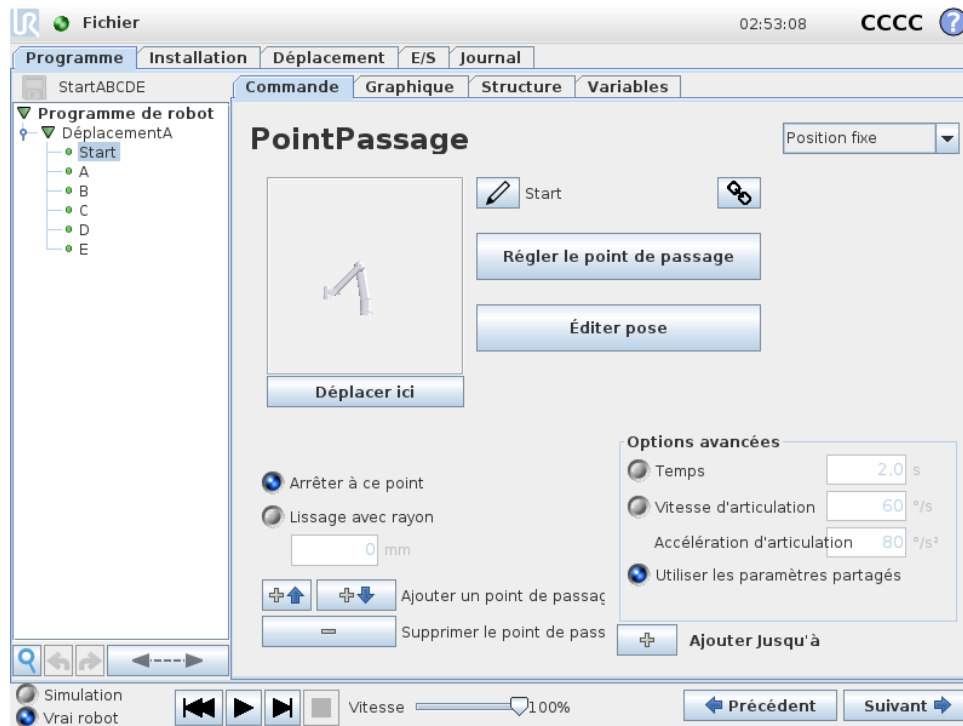 UR Fichier 02:53:08 CCCC ?
Programme Installation Déplacement E/S Journal
StartABCDE Commande Graphique Structure Variables
Programme de robot
DéplacementA
Start
A
B
C
D
E
PointPassage Position fixe
Start
Régler le point de passage
Éditer pose
Déplacer ici
Arrêter à ce point
Lissage avec rayon
0 mm
Ajouter un point de passag
Supprimer le point de pass
Options avancées
Temps 2,0 s
Vitesse d'articulation 60 °/s
Accélération d'articulation 80 °/s²
Utiliser les paramètres partagés
Ajouter Jusqu'à
Simulation
Vrai robot
Vitesse 100%
Précédent Suivant